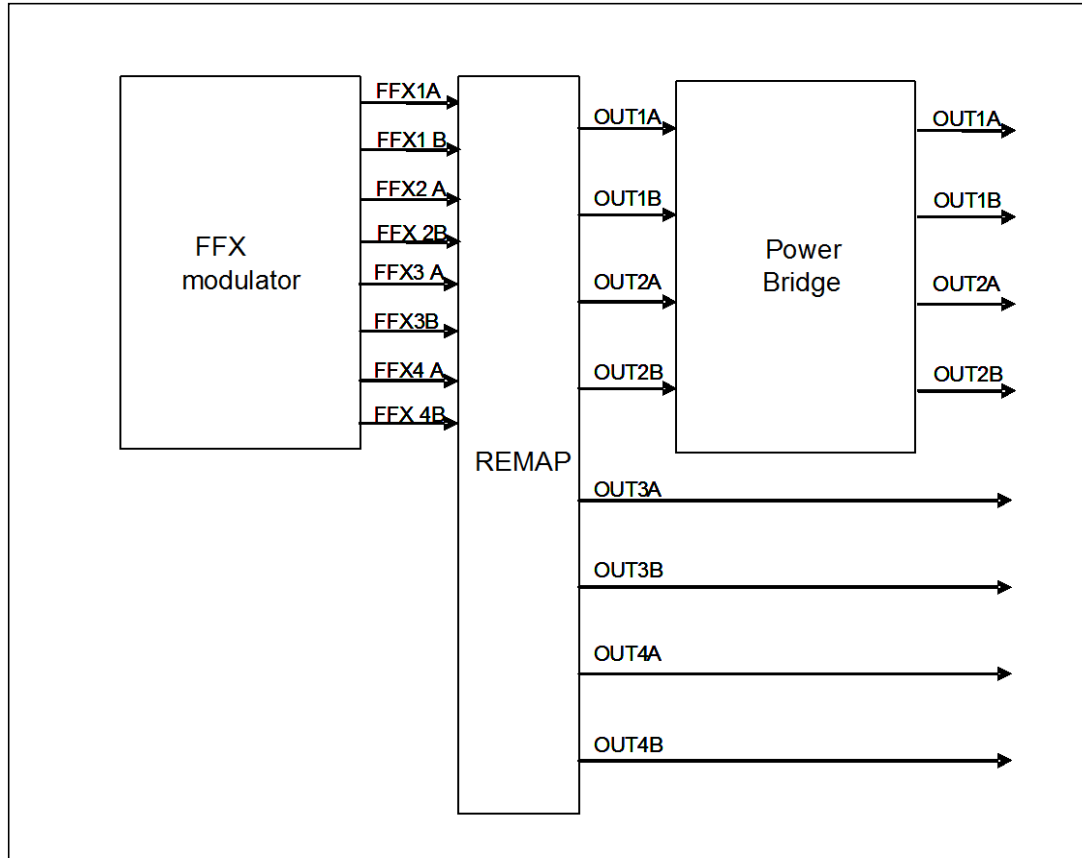 FFX1A
FFX1 B
FFX2 A
FFX 2B
FFX3 A
FFX3B
FFX4 A
FFX 4B
FFX
modulator
REMAP
OUT1A
OUT1B
OUT2A
OUT2B
OUT3A
OUT3B
OUT4A
OUT4B
Power
Bridge
OUT1A
OUT1B
OUT2A
OUT2B